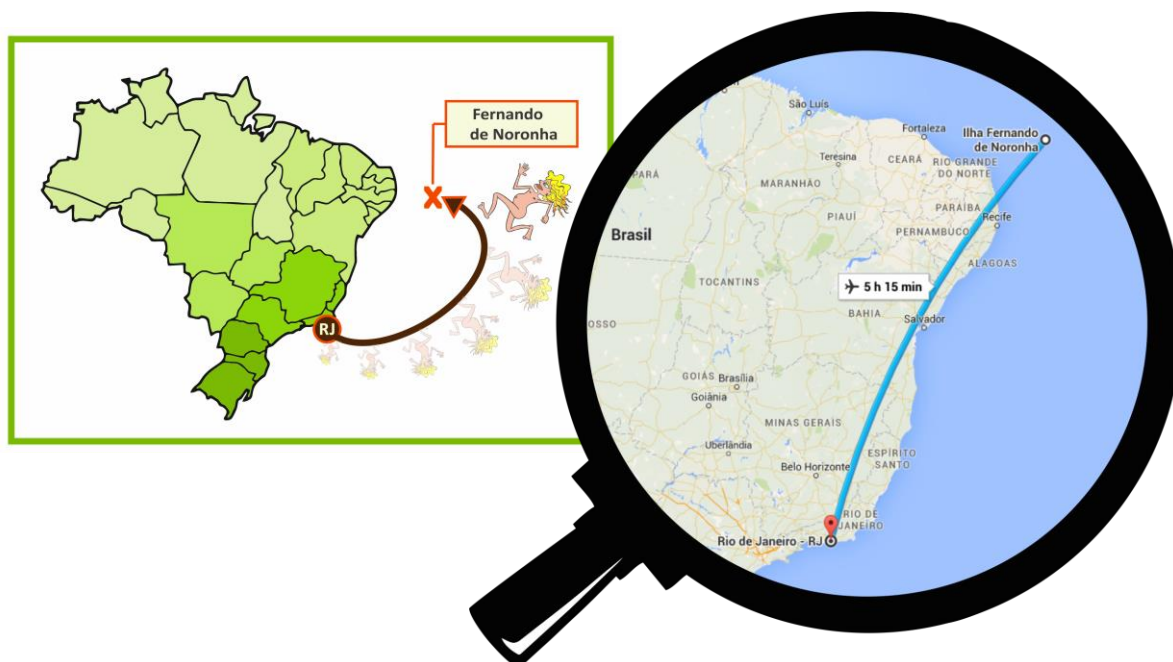 Fernando
de Noronha
RJ
São Luís
Fortaleza
Ilha Fernando
de Noronha
Teresina
CEARÁ
RIO GRANDE
DO NORTE
PARÁ
MARANHÃO
PARAÍBA
PIAUÍ
Recife
PERNAMBUCO
Brasil
ALAGOAS
TOCANTINS
5 h 15 min
BAHIA
Salvador
OSSO
GOIÁS
Brasília
Goiânia
MINAS GERAIS
Uberlândia
ESPÍRITO
SANTO
Belo Horizonte
RIO DE
JANEIRO
Rio de Janeiro - RJ